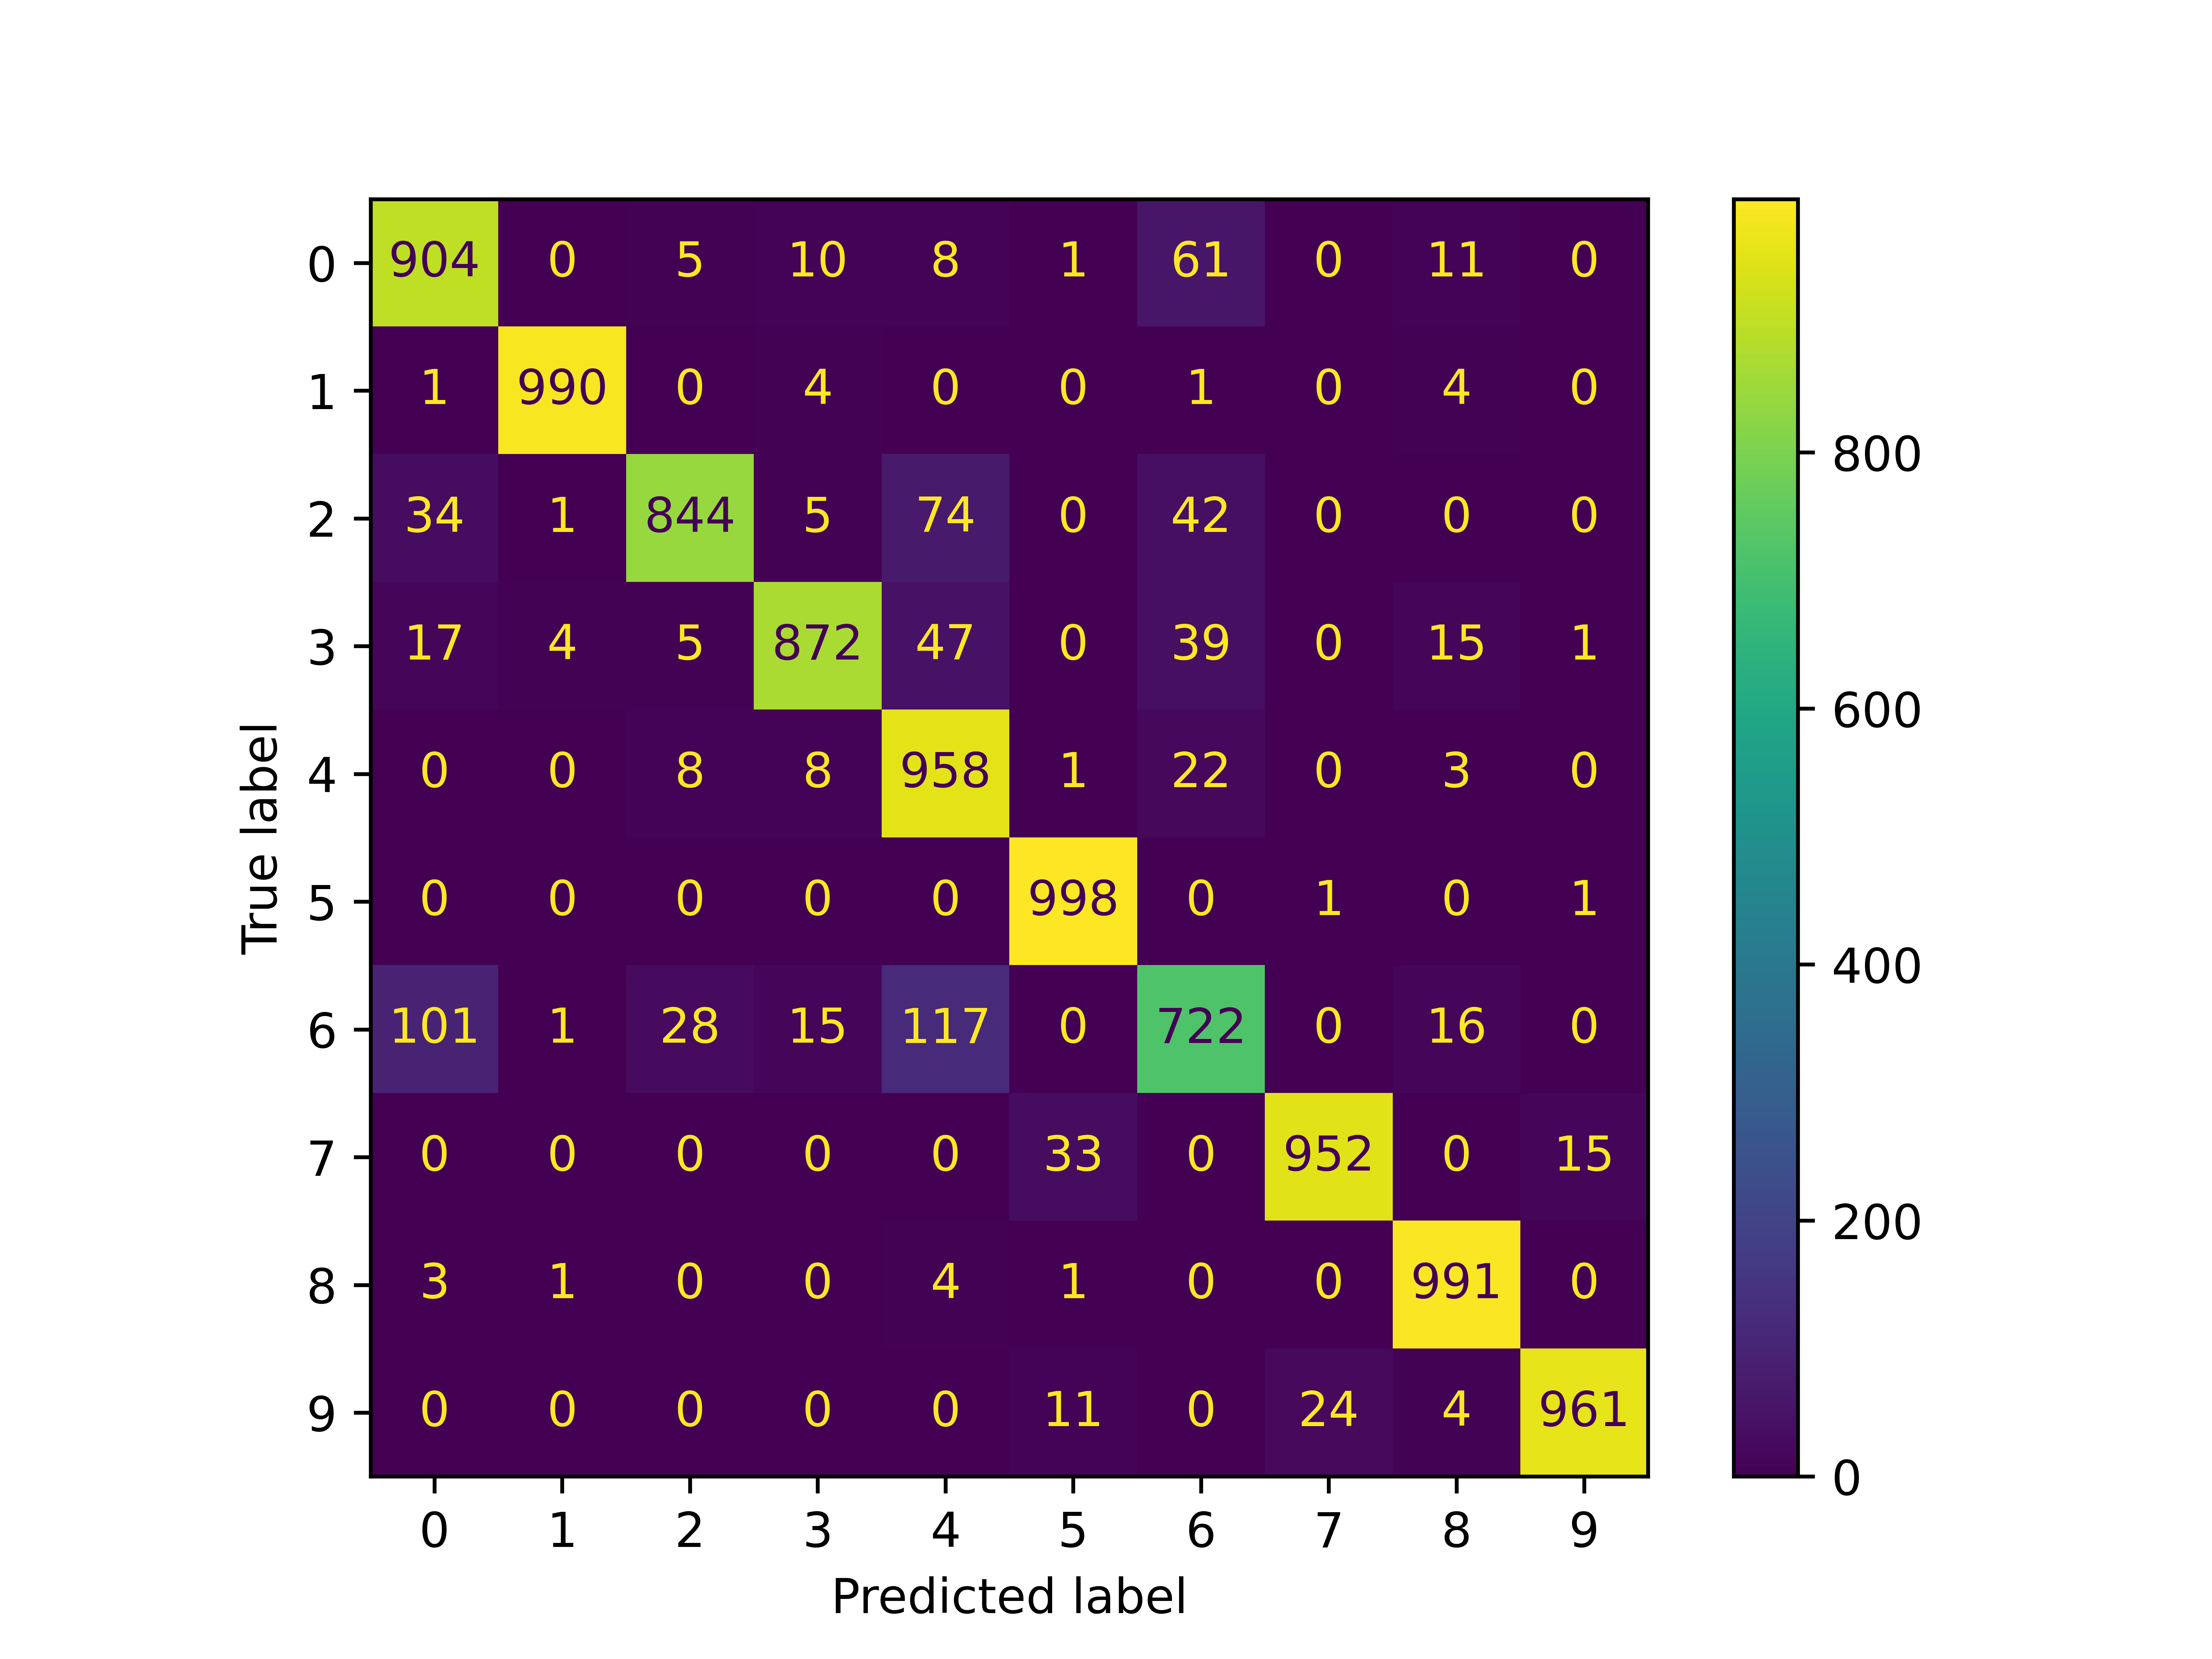 0 904 0 5 10 8 1 61 0 11 0
1 1 990 0 4 0 0 1 0 4 0
2 34 1 844 5 74 0 42 0 0 0
3 17 4 5 872 47 0 39 0 15 1
4 0 0 8 8 958 1 22 0 3 0
5 0 0 0 0 0 998 0 1 0 1
6 101 1 28 15 117 0 722 0 16 0
7 0 0 0 0 0 33 0 952 0 15
8 3 1 0 0 4 1 0 0 991 0
9 0 0 0 0 0 11 0 24 4 961
0 1 2 3 4 5 6 7 8 9
Predicted label
True label
800
600
400
200
0